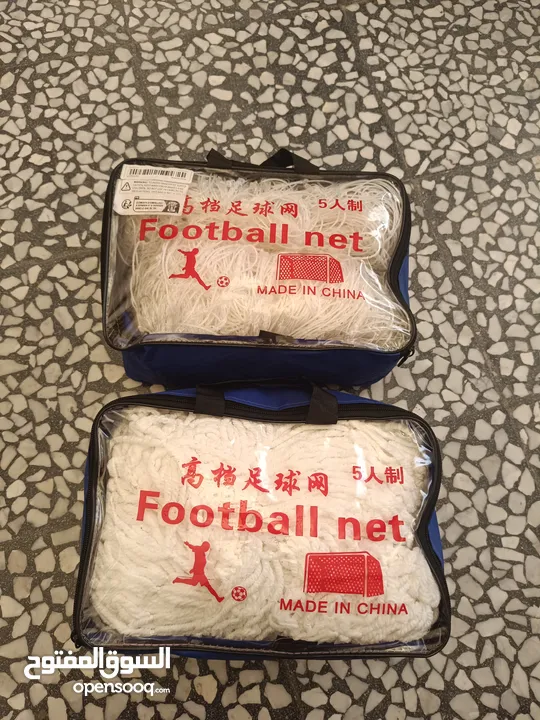 高档足球网 5人制
Football net
MADE IN CHINA
高档足球网 5人制
Football net
MADE IN CHINA
السوق المفتوح
opensooq.com